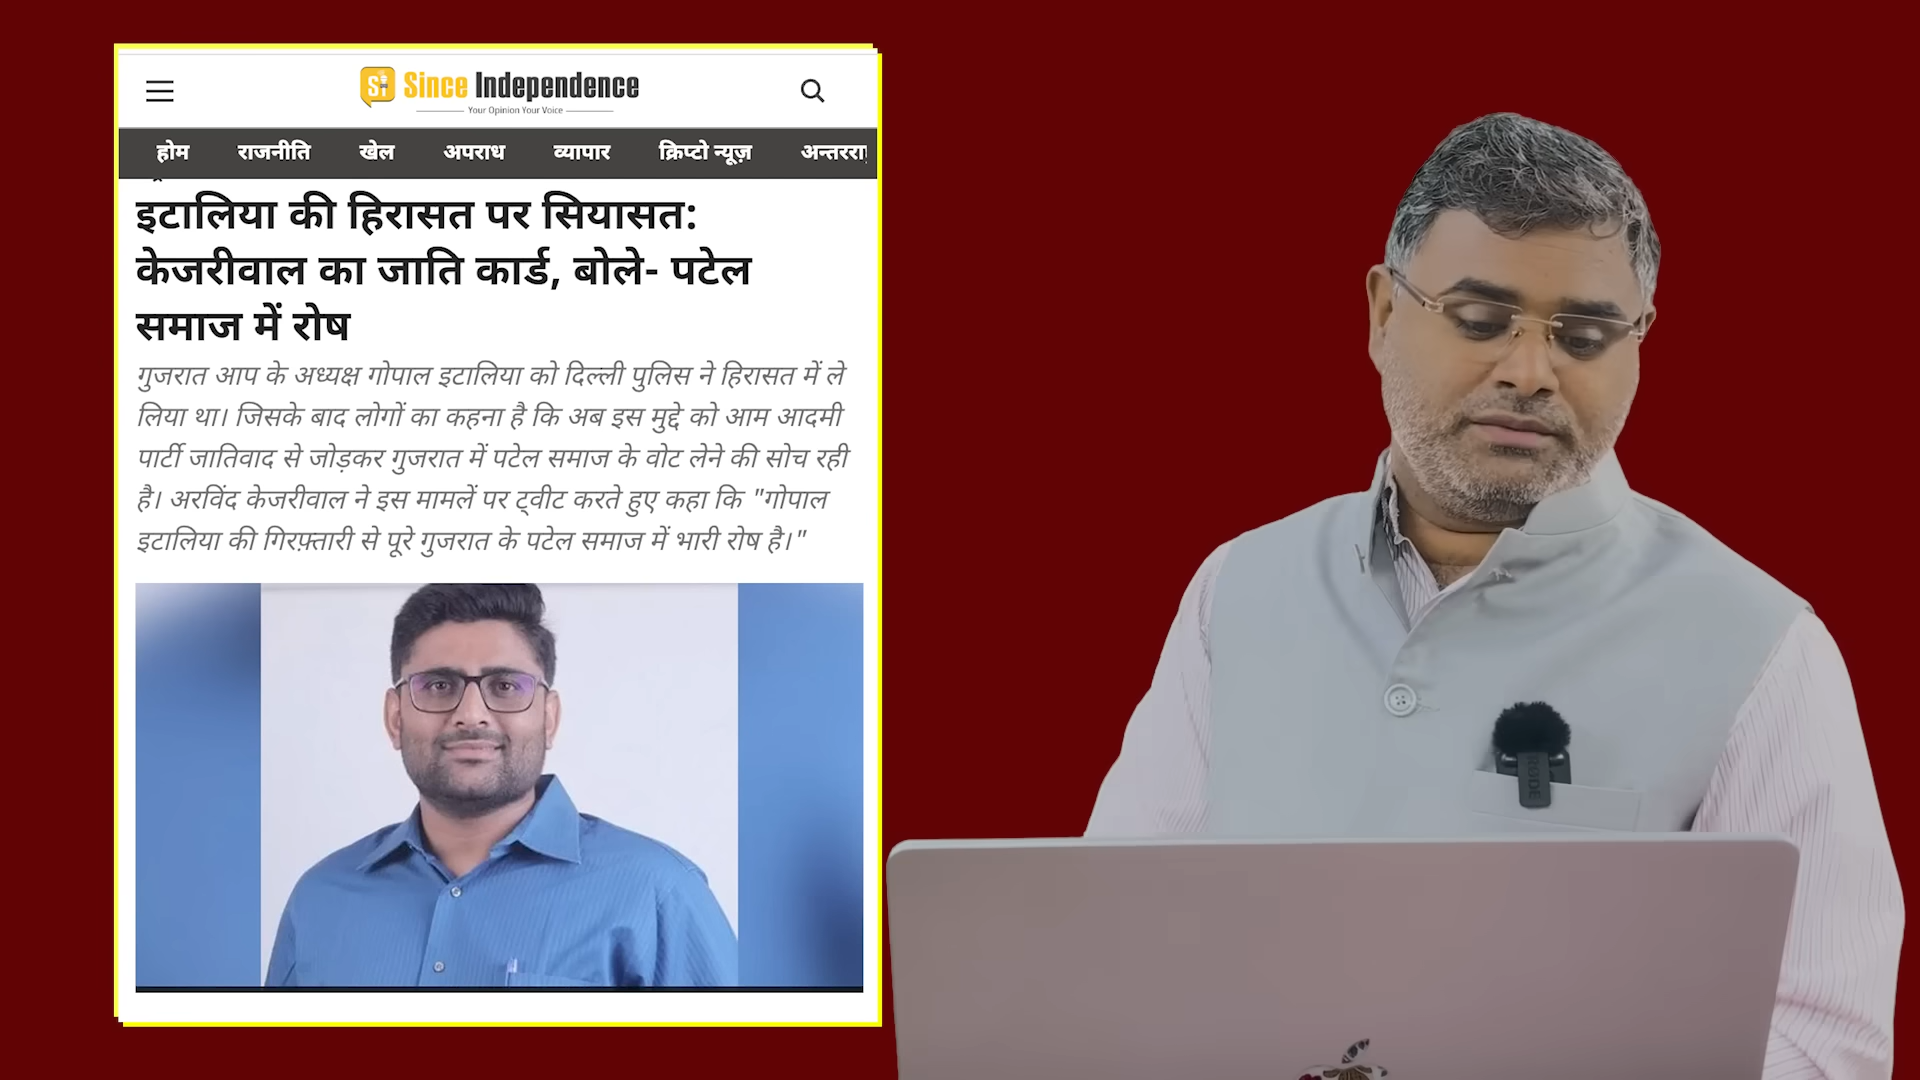 Si Since Independence
Your Opinion Your Voice
होम राजनीति खेल अपराध व्यापार क्रिप्टो न्यूज़
इटालिया की हिरासत पर सियासत:
केजरीवाल का जाति कार्ड, बोले- पटेल
समाज में रोष
गुजरात आप के अध्यक्ष गोपाल इटालिया को दिल्ली पुलिस ने हिरासत में ले
लिया था। जिसके बाद लोगों का कहना है कि अब इस मुद्दे को आम आदमी
पार्टी जातिवाद से जोड़कर गुजरात में पटेल समाज के वोट लेने की सोच रही
है। अरविंद केजरीवाल ने इस मामलें पर ट्वीट करते हुए कहा कि "गोपाल
इटालिया की गिरफ़्तारी से पूरे गुजरात के पटेल समाज में भारी रोष है।"
RODE